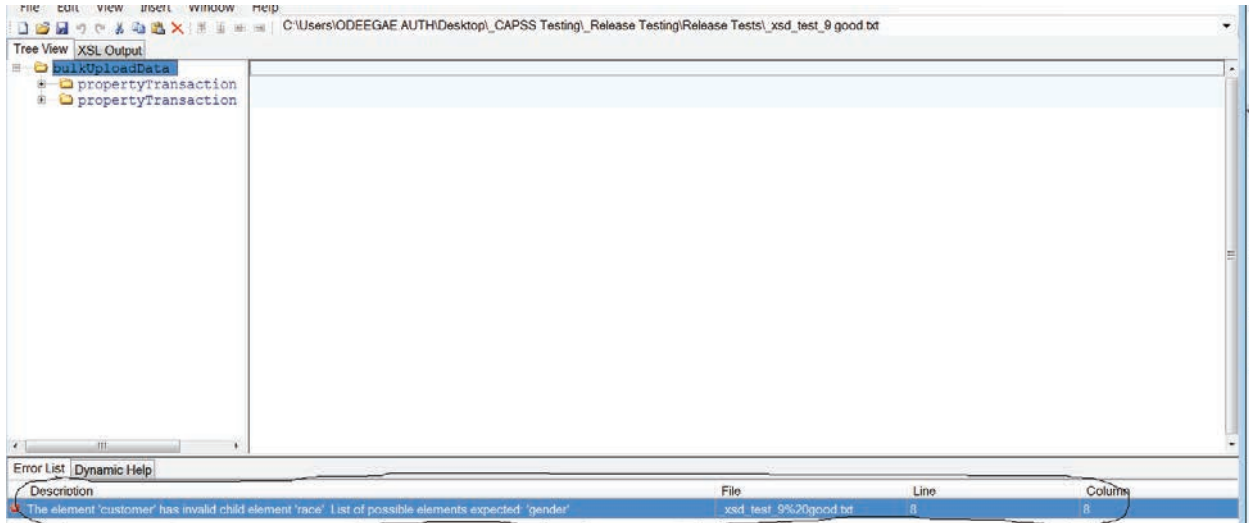 File Edit View Insert Window Help
C:\Users\ODEEGAE AUTH\Desktop\_CAPSS Testing\_Release Testing\Release Tests\_xsd_test_9 good.txt
Tree View XSL Output
bulkUploadData
propertyTransaction
propertyTransaction
Error List Dynamic Help
Description File Line Column
The element 'customer' has invalid child element 'race'. List of possible elements expected: 'gender' _xsd_test_9%20good.txt 8 8